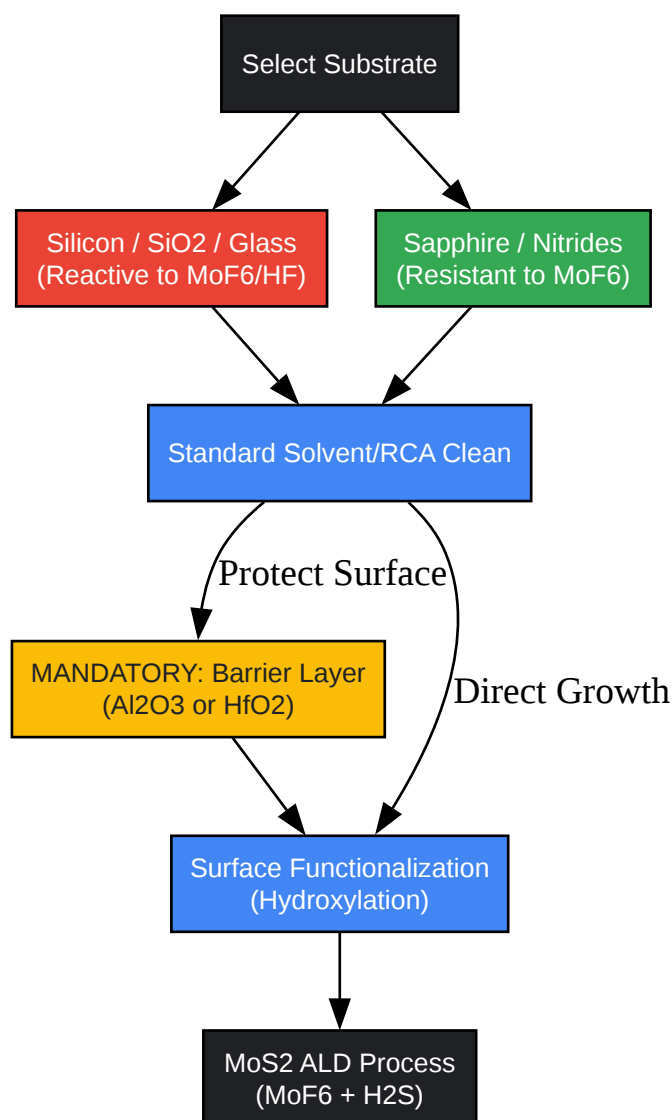 Select Substrate
Silicon / SiO2 / Glass
(Reactive to MoF6/HF)
Sapphire / Nitrides
(Resistant to MoF6)
Standard Solvent/RCA Clean
Protect Surface
MANDATORY: Barrier Layer
(Al2O3 or HfO2)
Direct Growth
Surface Functionalization
(Hydroxylation)
MoS2 ALD Process
(MoF6 + H2S)